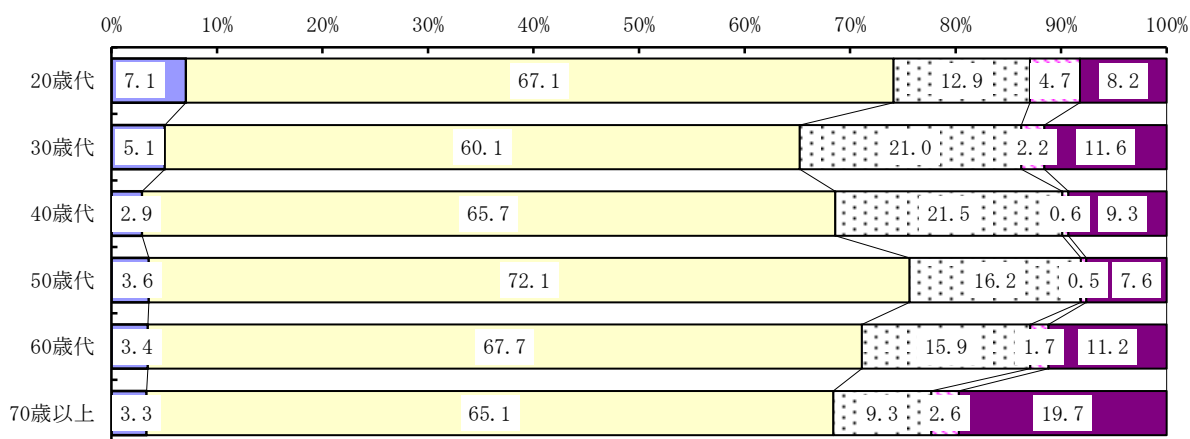 0% 10% 20% 30% 40% 50% 60% 70% 80% 90% 100%
20歳代 7.1 67.1 12.9 4.7 8.2
30歳代 5.1 60.1 21.0 2.2 11.6
40歳代 2.9 65.7 21.5 0.6 9.3
50歳代 3.6 72.1 16.2 0.5 7.6
60歳代 3.4 67.7 15.9 1.7 11.2
70歳以上 3.3 65.1 9.3 2.6 19.7